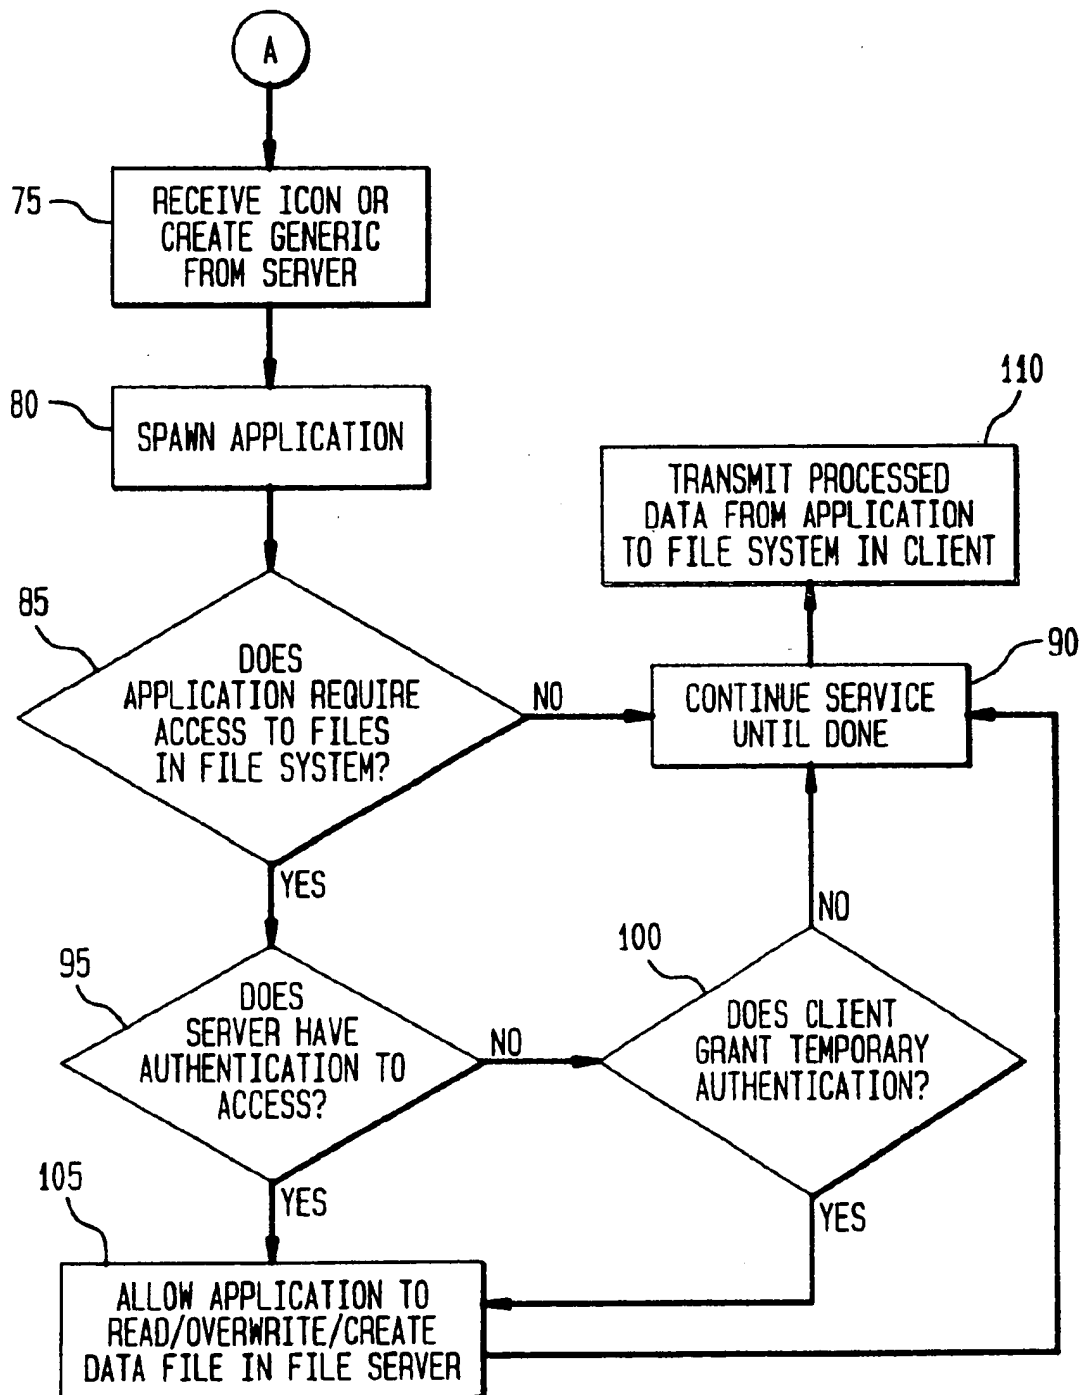 A
75
RECEIVE ICON OR
CREATE GENERIC
FROM SERVER
80
SPAWN APPLICATION
110
TRANSMIT PROCESSED
DATA FROM APPLICATION
TO FILE SYSTEM IN CLIENT
85
DOES
APPLICATION REQUIRE
ACCESS TO FILES
IN FILE SYSTEM?
NO
90
CONTINUE SERVICE
UNTIL DONE
YES
95
DOES
SERVER HAVE
AUTHENTICATION TO
ACCESS?
NO
100
DOES CLIENT
GRANT TEMPORARY
AUTHENTICATION?
NO
YES
YES
105
ALLOW APPLICATION TO
READ/OVERWRITE/CREATE
DATA FILE IN FILE SERVER